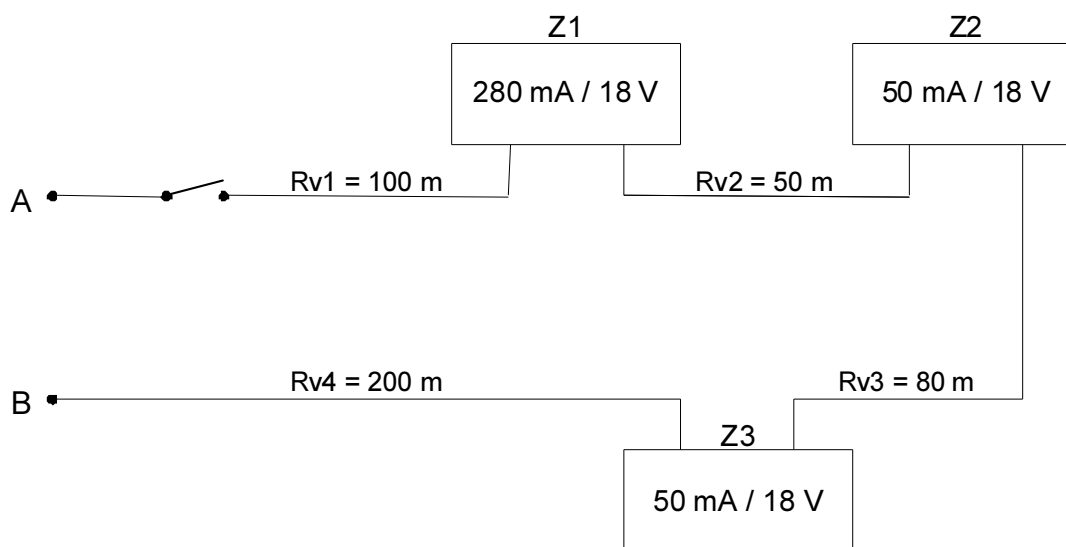 Z1
Z2
280 mA / 18 V
50 mA / 18 V
A
Rv1 = 100 m
Rv2 = 50 m
B
Rv4 = 200 m
Rv3 = 80 m
Z3
50 mA / 18 V